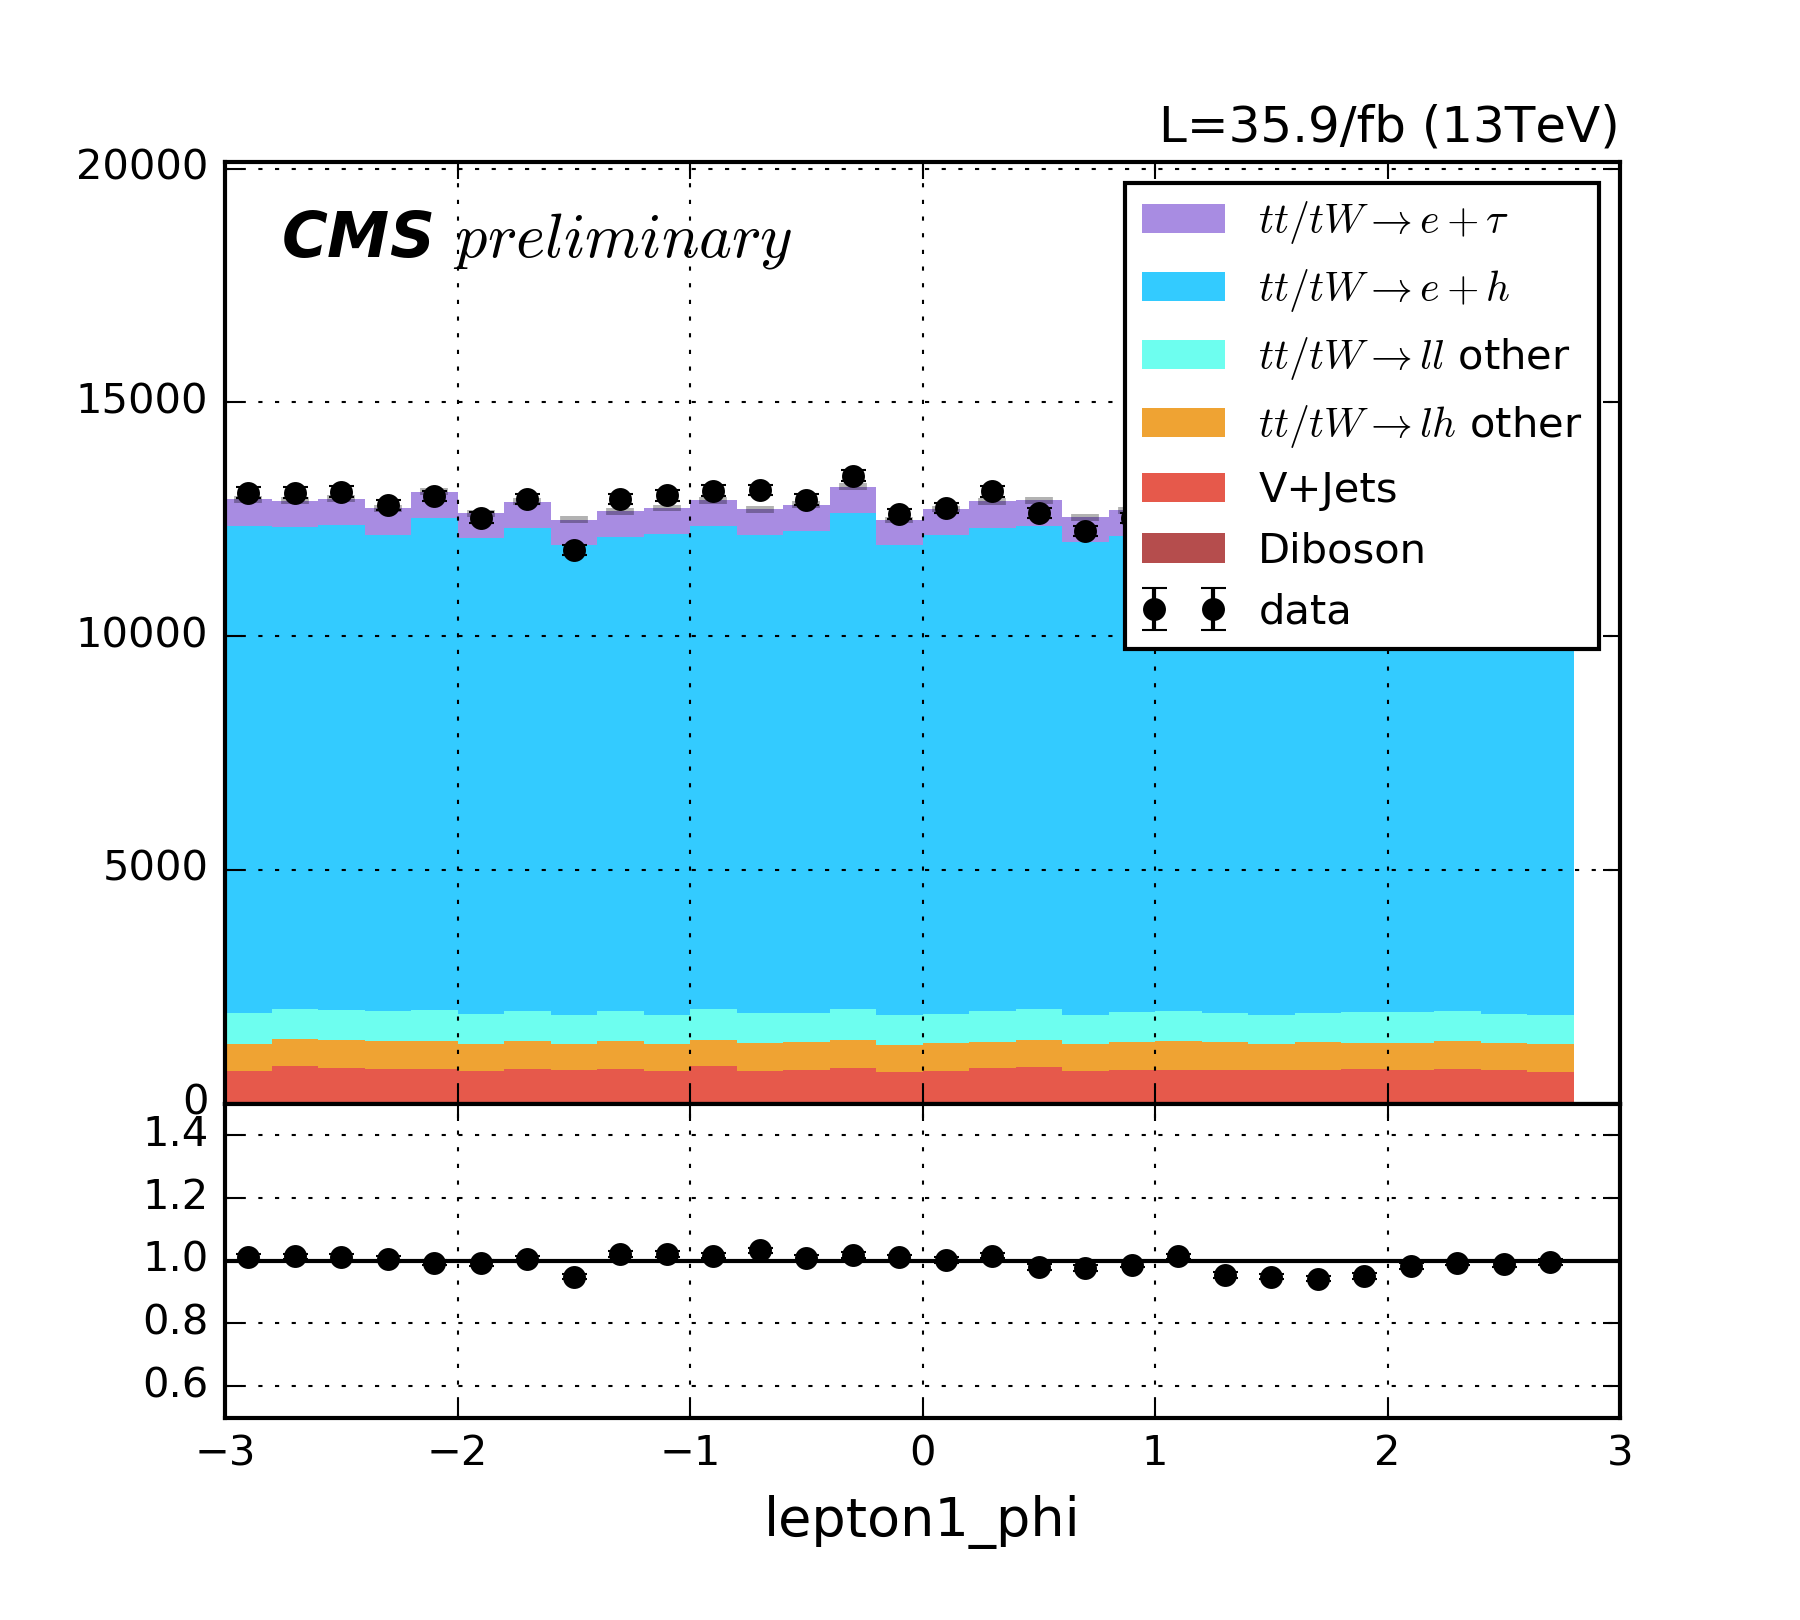 L=35.9/fb (13TeV)
20000
CMS preliminary
tt/tW→e+τ
tt/tW→e+h
tt/tW→ll other
tt/tW→lh other
V+Jets
Diboson
data
15000
10000
5000
0
1.4
1.2
1.0
0.8
0.6
−3 −2 −1 0 1 2 3
lepton1_phi